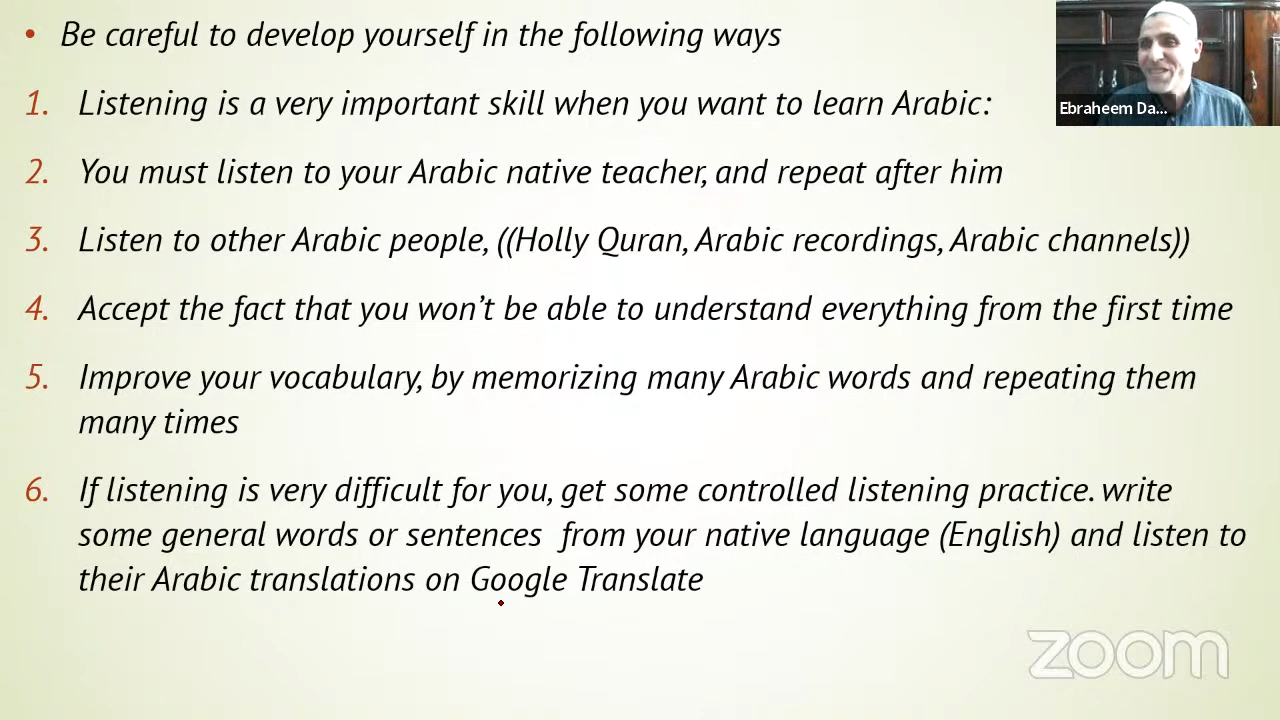 • Be careful to develop yourself in the following ways
1. Listening is a very important skill when you want to learn Arabic:
2. You must listen to your Arabic native teacher, and repeat after him
3. Listen to other Arabic people, ((Holly Quran, Arabic recordings, Arabic channels))
4. Accept the fact that you won’t be able to understand everything from the first time
5. Improve your vocabulary, by memorizing many Arabic words and repeating them
many times
6. If listening is very difficult for you, get some controlled listening practice. write
some general words or sentences  from your native language (English) and listen to
their Arabic translations on Google Translate
Ebraheem Da...
zoom